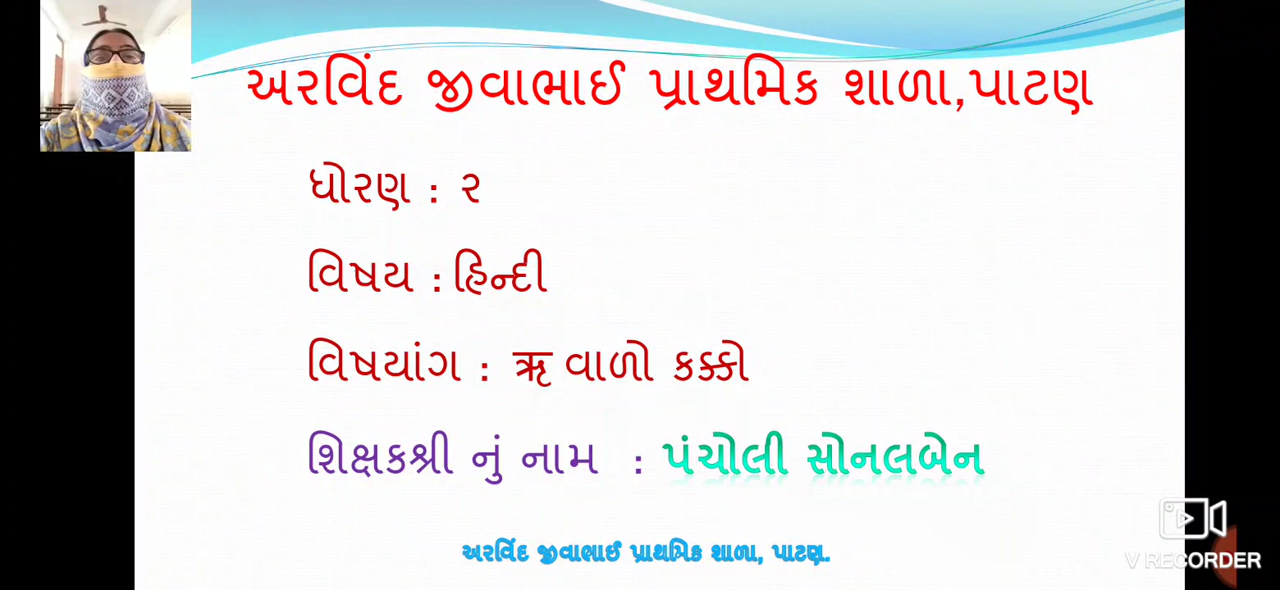 અરવિંદ જીવાભાઈ પ્રાથમિક શાળા,પાટણ
ધોરણ : ૨
વિષય : હિન્દી
વિષયાંગ : ऋ વાળો કક્કો
શિક્ષકશ્રી નું નામ : પંચોલી સોનલબેન
અરવિંદ જીવાભાઈ પ્રાથમિક શાળા, પાટણ.
V RECORDER